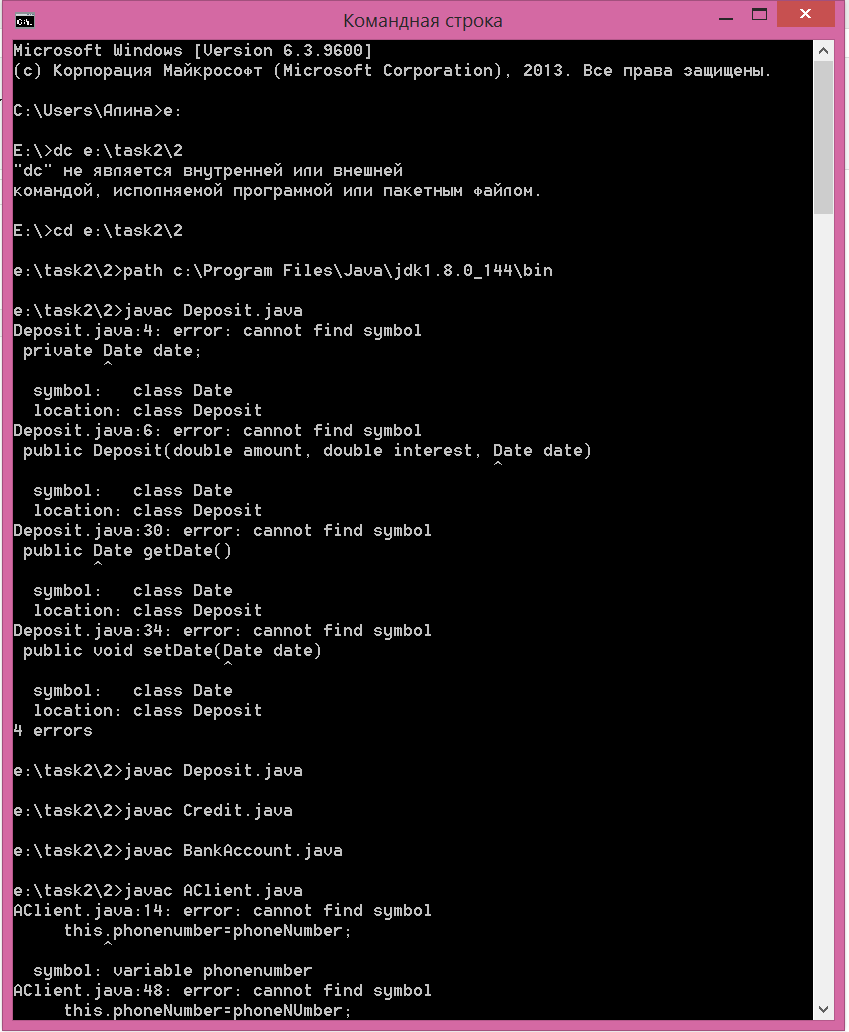 Командная строка
Microsoft Windows [Version 6.3.9600]
(c) Корпорация Майкрософт (Microsoft Corporation), 2013. Все права защищены.
C:\Users\Алина>e:
E:\>dc e:\task2\2
"dc" не является внутренней или внешней
командой, исполняемой программой или пакетным файлом.
E:\>cd e:\task2\2
e:\task2\2>path c:\Program Files\Java\jdk1.8.0_144\bin
e:\task2\2>javac Deposit.java
Deposit.java:4: error: cannot find symbol
private Date date;
^
symbol:   class Date
location: class Deposit
Deposit.java:6: error: cannot find symbol
public Deposit(double amount, double interest, Date date)
^
symbol:   class Date
location: class Deposit
Deposit.java:30: error: cannot find symbol
public Date getDate()
^
symbol:   class Date
location: class Deposit
Deposit.java:34: error: cannot find symbol
public void setDate(Date date)
^
symbol:   class Date
location: class Deposit
4 errors
e:\task2\2>javac Deposit.java
e:\task2\2>javac Credit.java
e:\task2\2>javac BankAccount.java
e:\task2\2>javac AClient.java
AClient.java:14: error: cannot find symbol
this.phonenumber=phoneNumber;
^
symbol: variable phonenumber
AClient.java:48: error: cannot find symbol
this.phoneNumber=phoneNUmber;